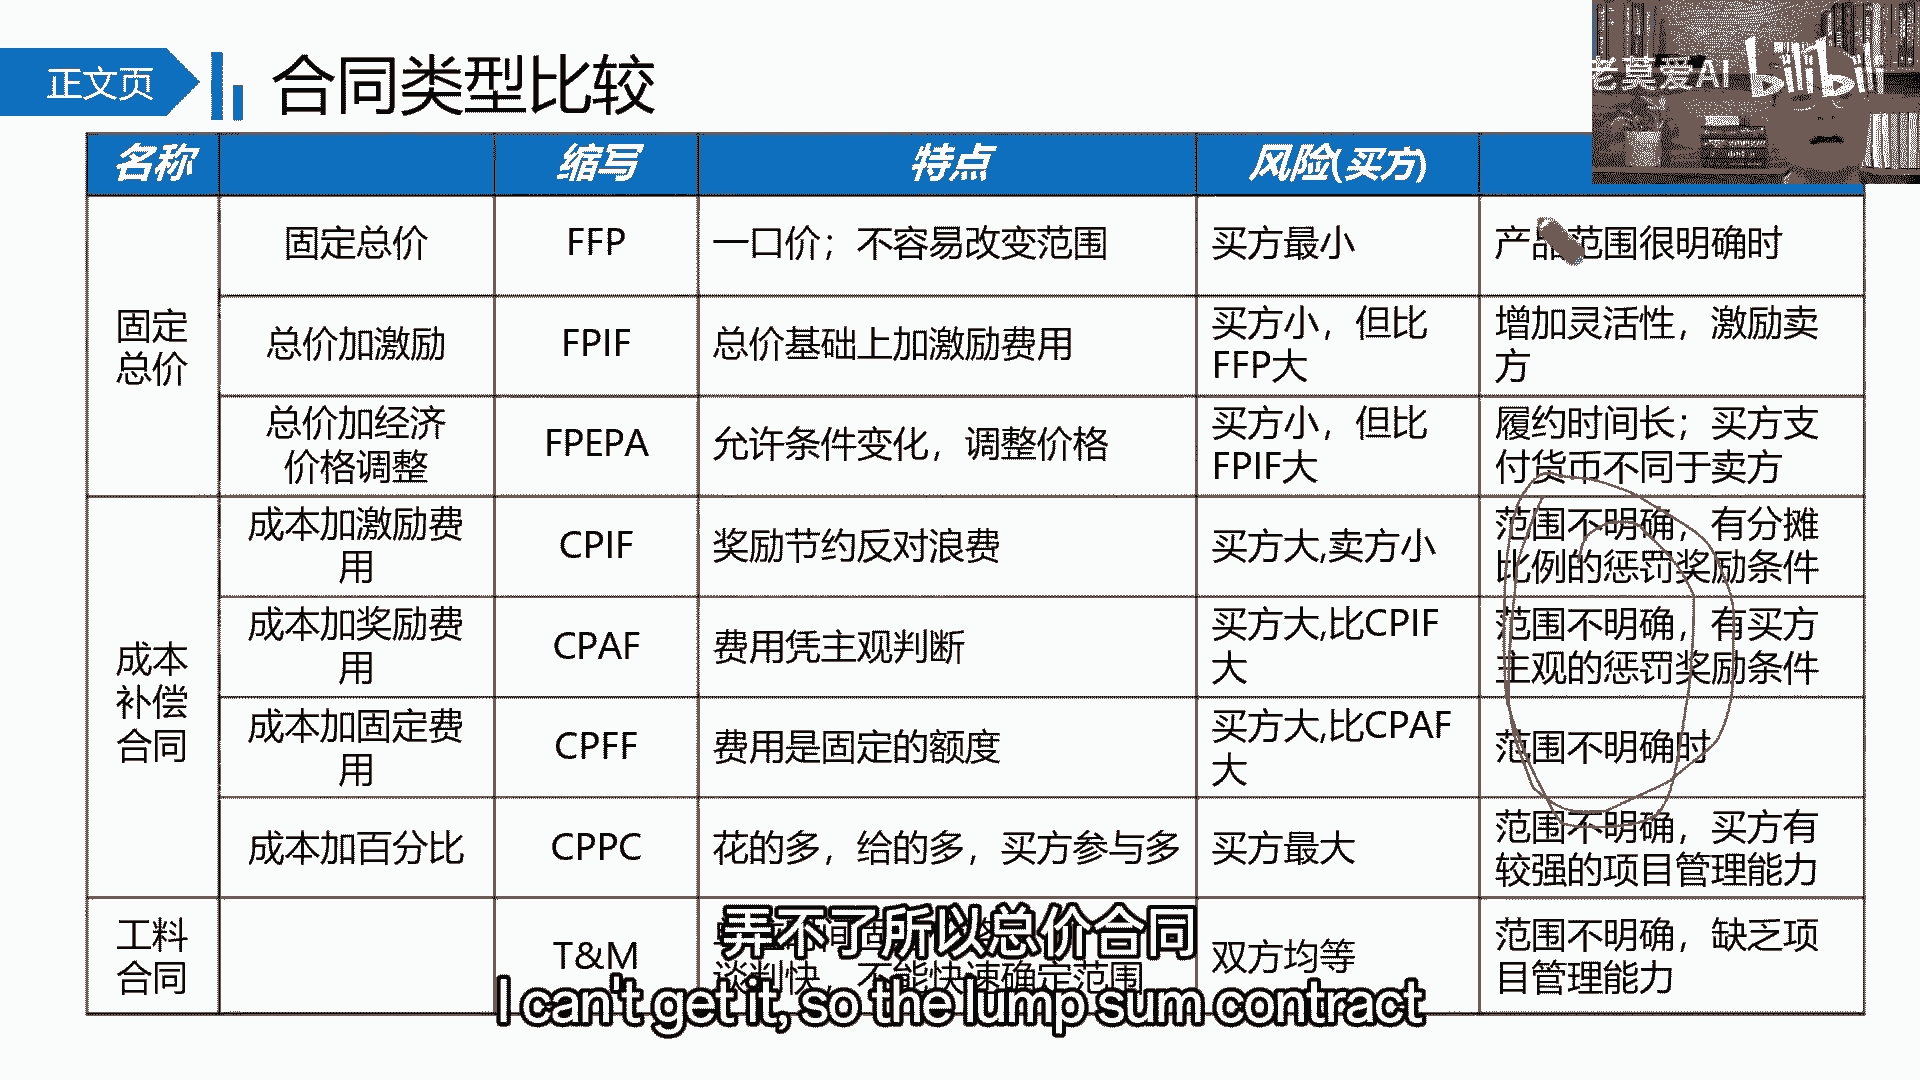 正文页
合同类型比较
老莫爱AI bilibili
名称 缩写 特点 风险(买方)
固定
总价
固定总价 FFP 一口价；不容易改变范围 买方最小 产品范围很明确时
总价加激励 FPIF 总价基础上加激励费用
买方小，但比
FFP大
增加灵活性，激励卖
方
总价加经济
价格调整
FPEPA 允许条件变化，调整价格
买方小，但比
FPIF大
履约时间长；买方支
付货币不同于卖方
成本
补偿
合同
成本加激励费
用
CPIF 奖励节约反对浪费 买方大,卖方小
范围不明确，有分摊
比例的惩罚奖励条件
成本加奖励费
用
CPAF 费用凭主观判断
买方大,比CPIF
大
范围不明确，有买方
主观的惩罚奖励条件
成本加固定费
用
CPFF 费用是固定的额度
买方大,比CPAF
大
范围不明确时
成本加百分比 CPPC 花的多，给的多，买方参与多 买方最大
范围不明确，买方有
较强的项目管理能力
工料
合同
T&M
谈判快，不能快速确定范围
双方均等
范围不明确，缺乏项
目管理能力
弄不了所以总价合同
I can't get it, so the lump sum contract